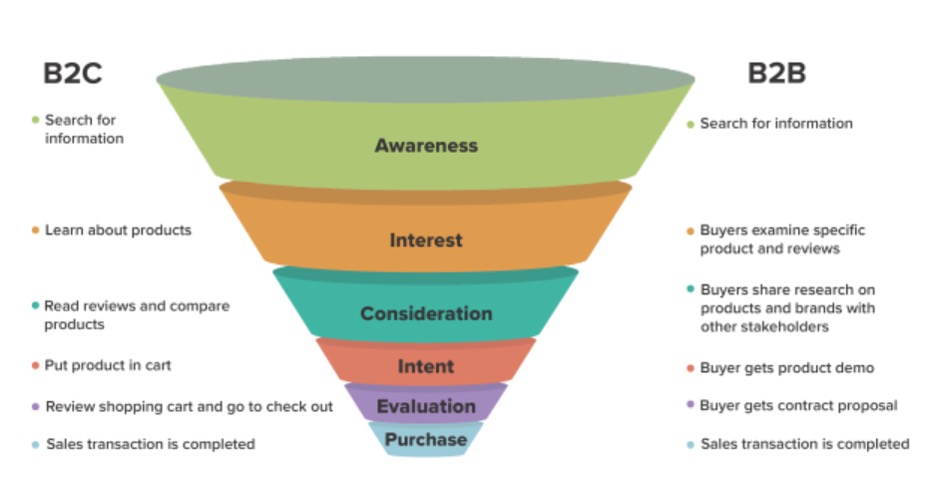 B2C
Search for
information
Learn about products
Read reviews and compare
products
Put product in cart
Review shopping cart and go to check out
Sales transaction is completed
Awareness
Interest
Consideration
Intent
Evaluation
Purchase
B2B
Search for information
Buyers examine specific
product and reviews
Buyers share research on
products and brands with
other stakeholders
Buyer gets product demo
Buyer gets contract proposal
Sales transaction is completed